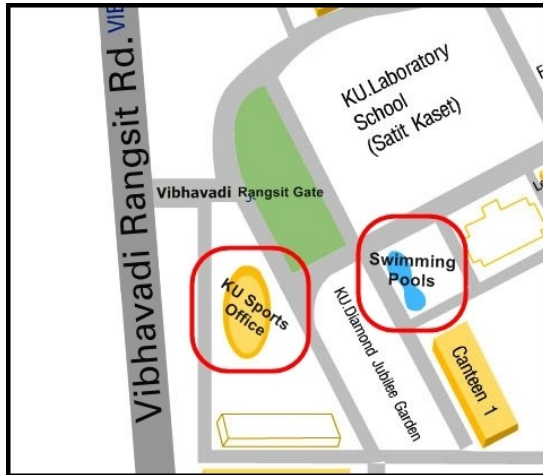 VIB
Vibhavadi Rangsit Rd.
KU.Laboratory
School
(Satit Kaset)
Vibhavadi Rangsit Gate
Swimming
Pools
KU Sports
Office
KU.Diamond Jubilee Garden
Canteen 1